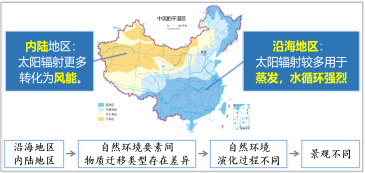 中国的干湿区
内陆地区：
太阳辐射更多
转化为风能。
沿海地区：
太阳辐射较多用于
蒸发，水循环强烈
沿海地区
内陆地区
自然环境要素间
物质迁移类型存在差异
自然环境
演化过程不同
景观不同